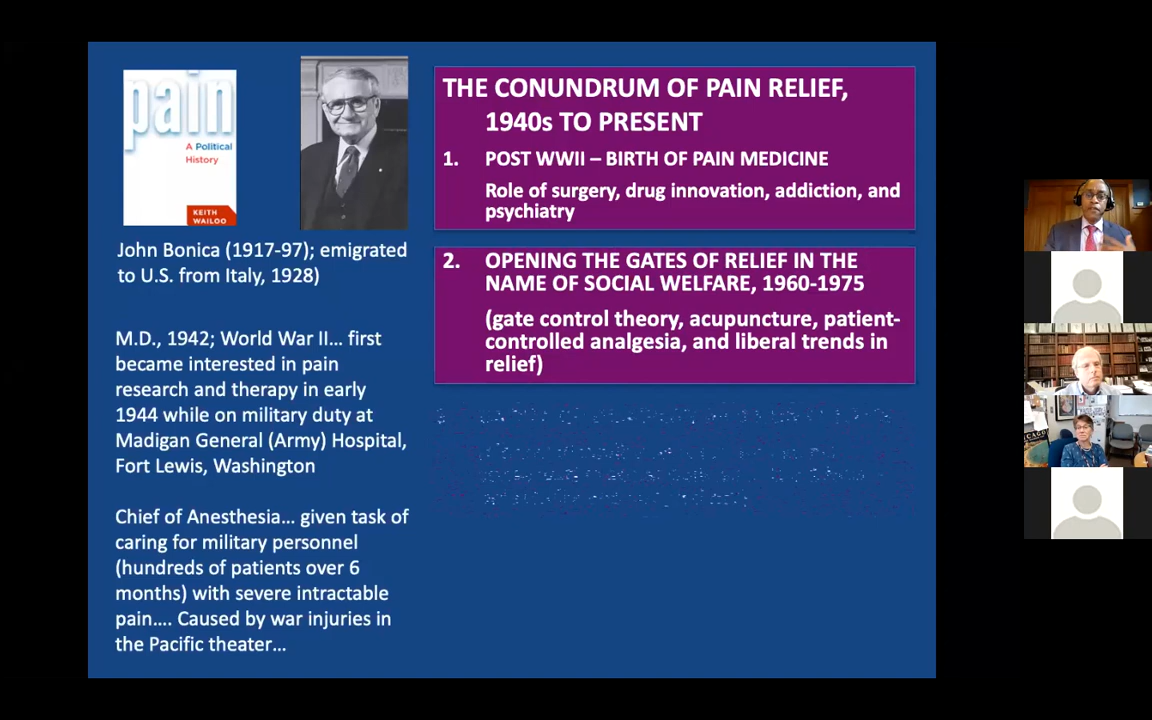 pain
A Political
History
KEITH
WAILOO
John Bonica (1917-97); emigrated
to U.S. from Italy, 1928)
M.D., 1942; World War II… first
became interested in pain
research and therapy in early
1944 while on military duty at
Madigan General (Army) Hospital,
Fort Lewis, Washington
Chief of Anesthesia… given task of
caring for military personnel
(hundreds of patients over 6
months) with severe intractable
pain…. Caused by war injuries in
the Pacific theater…
THE CONUNDRUM OF PAIN RELIEF,
1940s TO PRESENT
1. POST WWII – BIRTH OF PAIN MEDICINE
Role of surgery, drug innovation, addiction, and
psychiatry
2. OPENING THE GATES OF RELIEF IN THE
NAME OF SOCIAL WELFARE, 1960-1975
(gate control theory, acupuncture, patient-
controlled analgesia, and liberal trends in
relief)